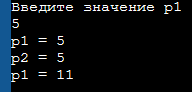 Введите значение p1
5
p1 = 5
p2 = 5
p1 = 11